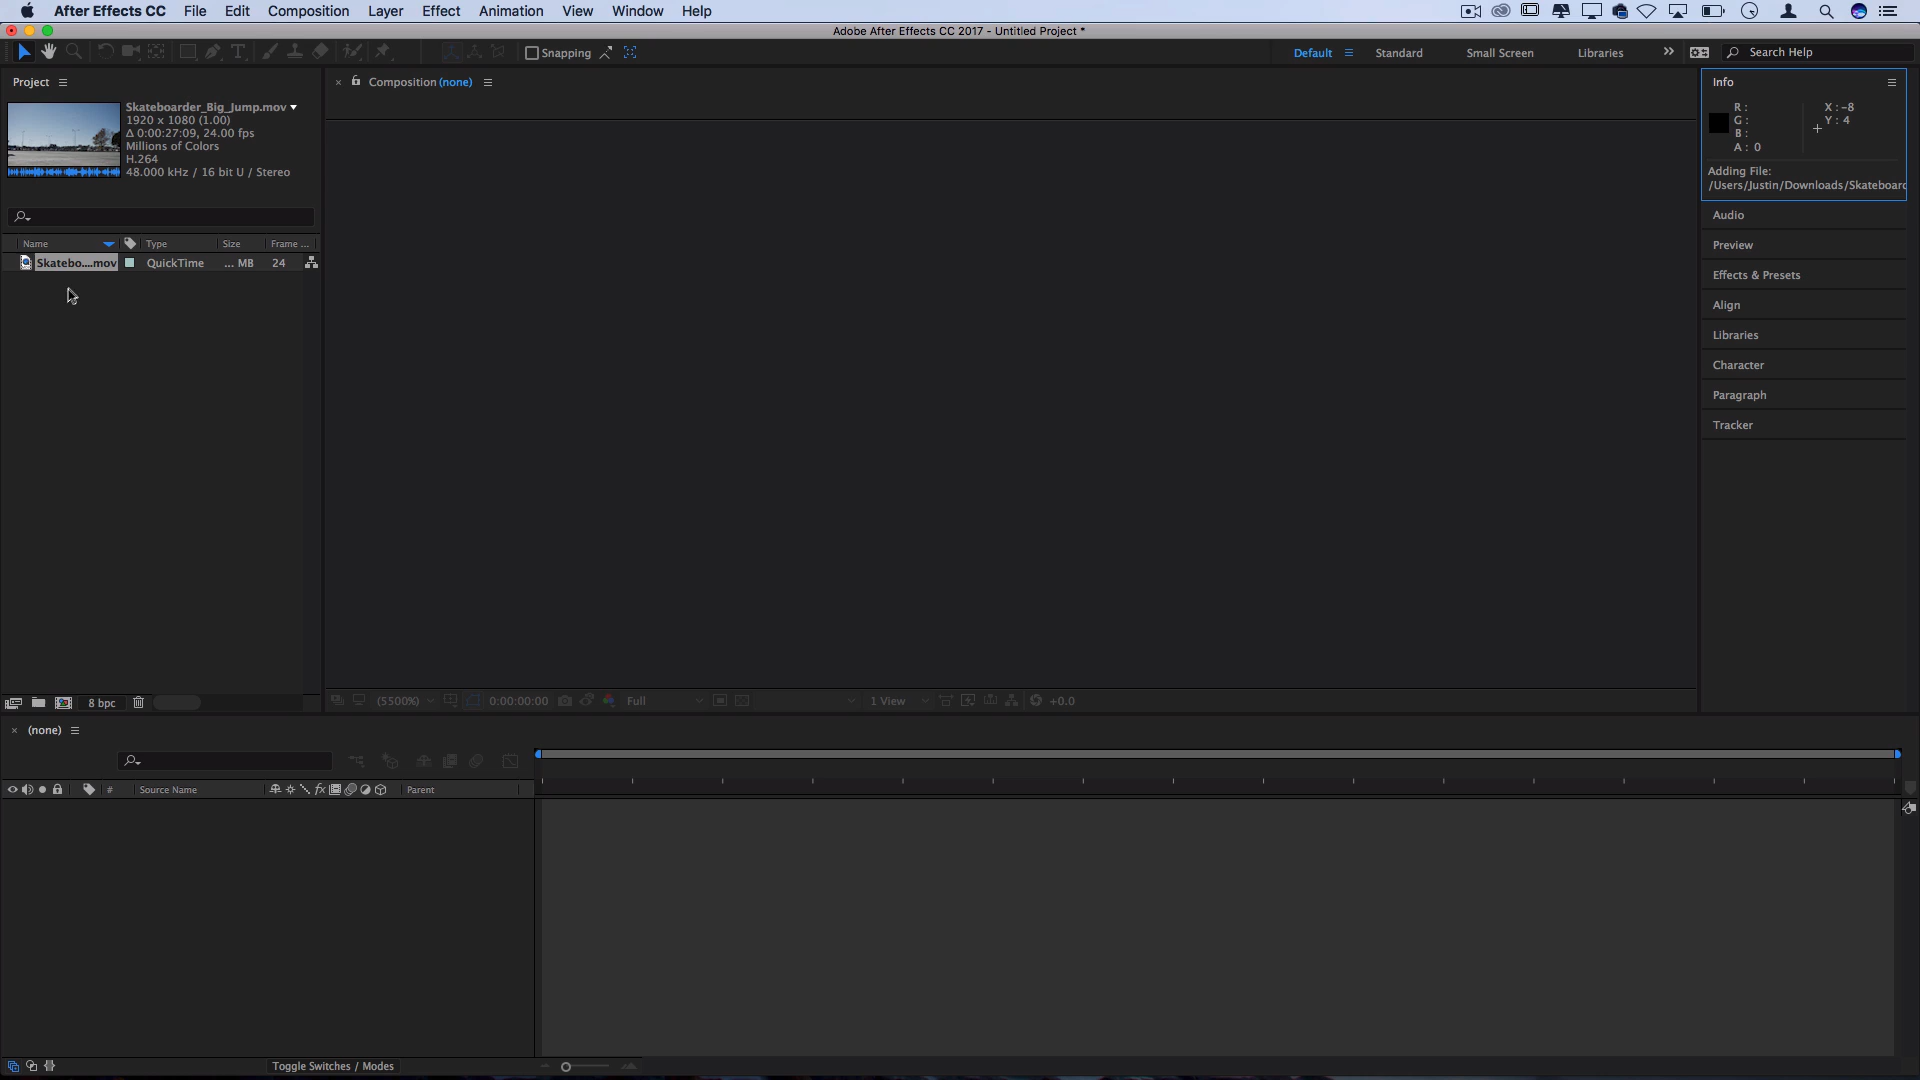 After Effects CC File Edit Composition Layer Effect Animation View Window Help
Adobe After Effects CC 2017 - Untitled Project *
Snapping
Default Standard Small Screen Libraries Search Help
Project
Skateboarder_Big_Jump.mov
1920 x 1080 (1.00)
Δ 0:00:27:09, 24.00 fps
Millions of Colors
H.264
48.000 kHz / 16 bit U / Stereo
Name Type Size Frame ...
Skatebo....mov QuickTime ... MB 24
8 bpc
Composition (none)
(5500%) 0:00:00:00 Full 1 View +0.0
Info
R :
G :
B :
A : 0
X : -8
Y : 4
Adding File:
/Users/Justin/Downloads/Skateboard
Audio
Preview
Effects & Presets
Align
Libraries
Character
Paragraph
Tracker
(none)
# Source Name fx Parent
Toggle Switches / Modes